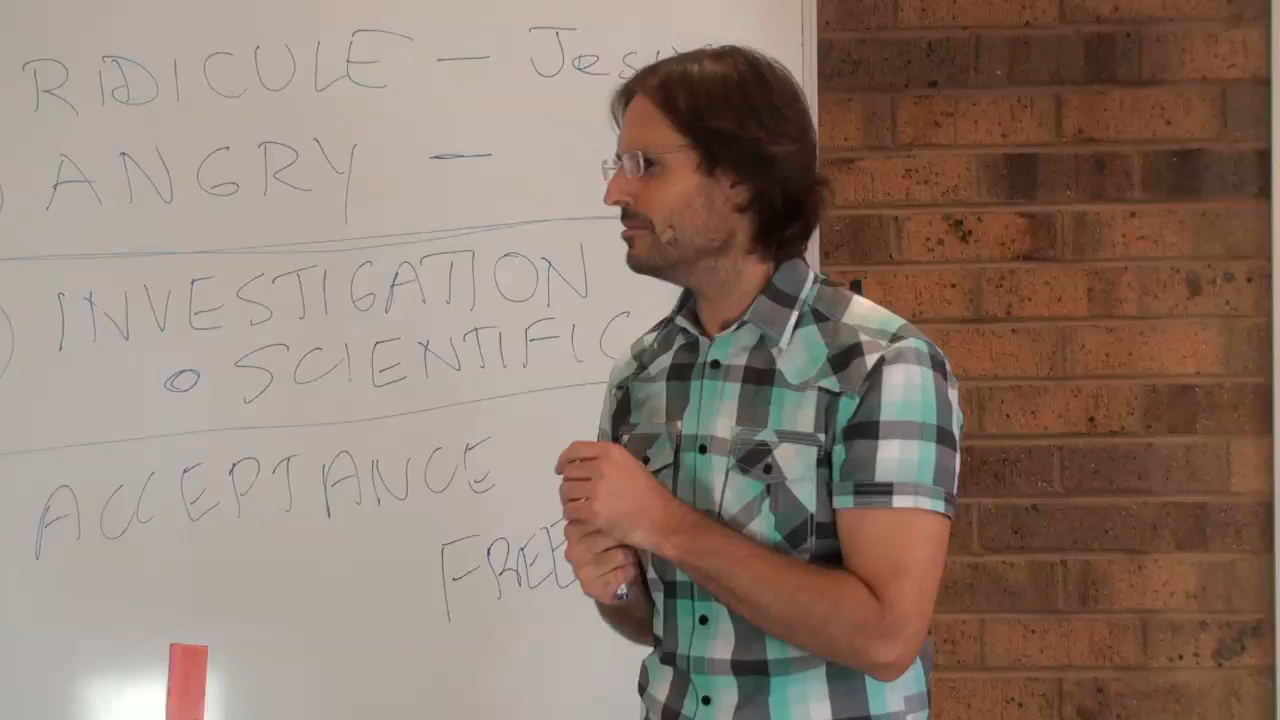 RIDICULE — Jes
ANGRY —
INVESTIGATION
SCIENTIFIC
ACCEPTANCE
FREE